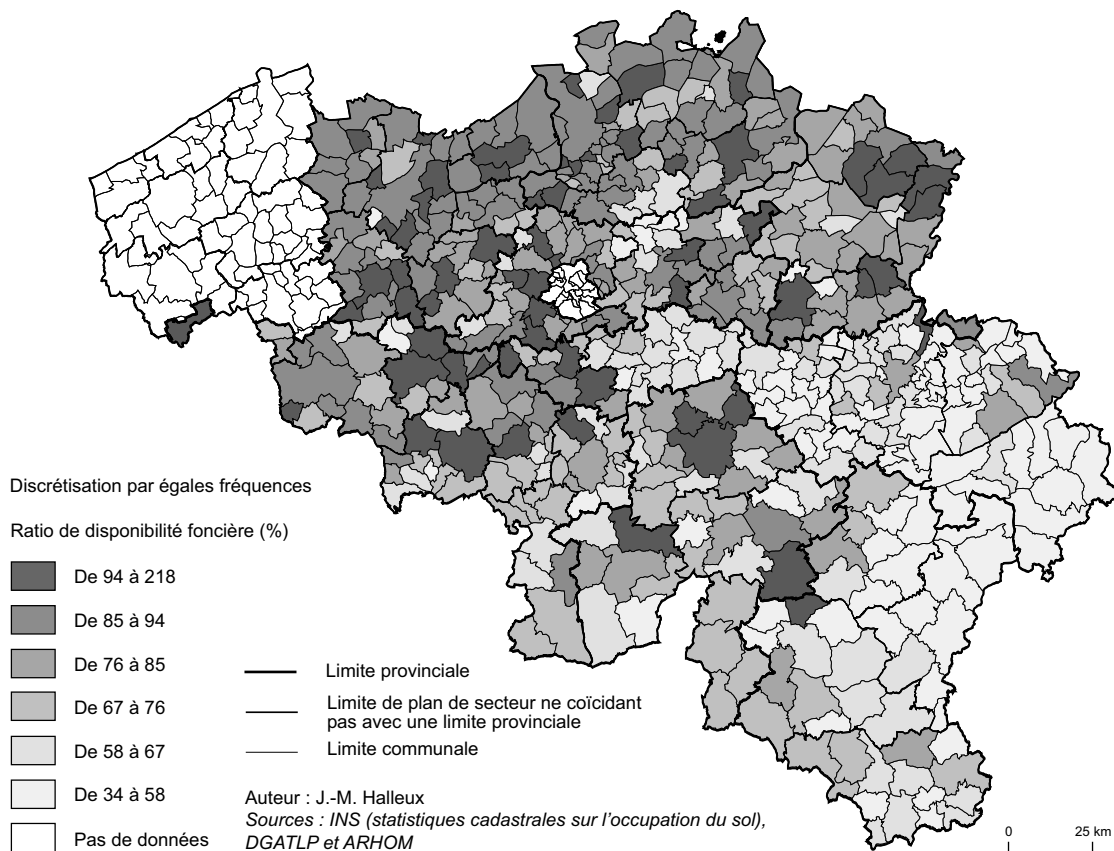 Discrétisation par égales fréquences
Ratio de disponibilité foncière (%)
De 94 à 218
De 85 à 94
De 76 à 85
De 67 à 76
De 58 à 67
De 34 à 58
Pas de données
Limite provinciale
Limite de plan de secteur ne coïcidant
pas avec une limite provinciale
Limite communale
Auteur : J.-M. Halleux
Sources : INS (statistiques cadastrales sur l'occupation du sol),
DGATLP et ARHOM
0 25 km